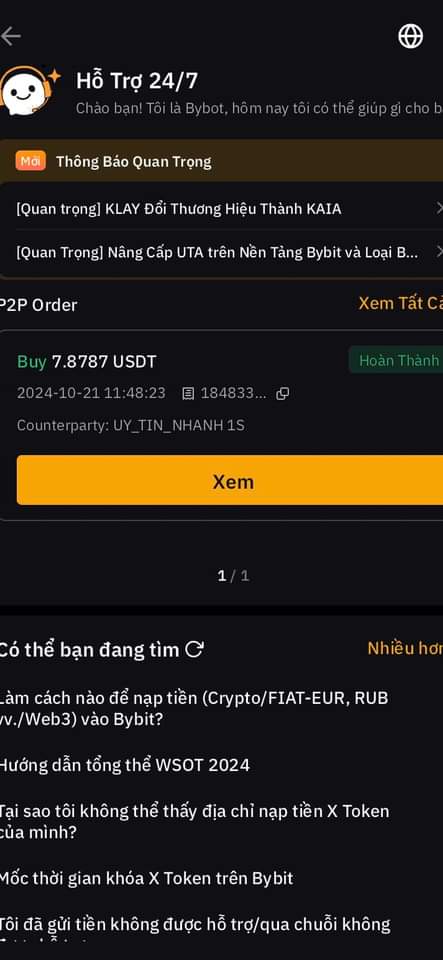 Hỗ Trợ 24/7
Chào bạn! Tôi là Bybot, hôm nay tôi có thể giúp gì cho b
Mới Thông Báo Quan Trọng
[Quan trọng] KLAY Đổi Thương Hiệu Thành KAIA
[Quan Trọng] Nâng Cấp UTA trên Nền Tảng Bybit và Loại B...
P2P Order Xem Tất Cả
Buy 7.8787 USDT Hoàn Thành
2024-10-21 11:48:23 184833...
Counterparty: UY_TIN_NHANH 1S
Xem
1 / 1
Có thể bạn đang tìm Nhiều hơn
Làm cách nào để nạp tiền (Crypto/FIAT-EUR, RUB
vv./Web3) vào Bybit?
Hướng dẫn tổng thể WSOT 2024
Tại sao tôi không thể thấy địa chỉ nạp tiền X Token
của mình?
Mốc thời gian khóa X Token trên Bybit
Tôi đã gửi tiền không được hỗ trợ/qua chuỗi không